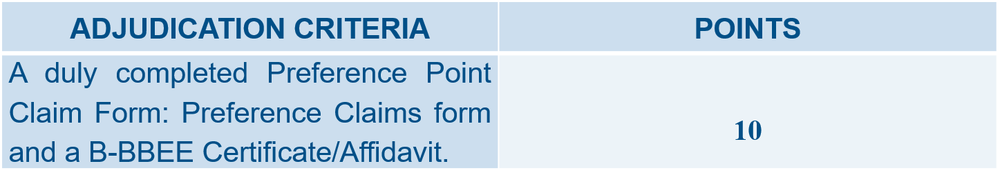 ADJUDICATION CRITERIA POINTS
A duly completed Preference Point
Claim Form: Preference Claims form
and a B-BBEE Certificate/Affidavit.
10